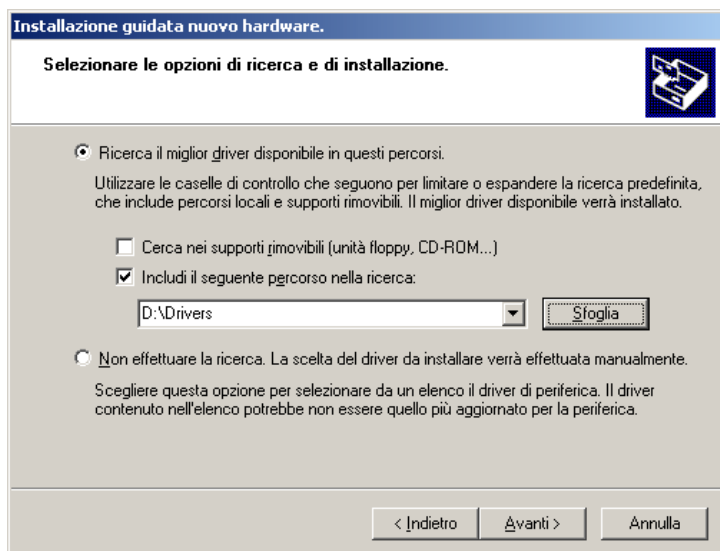 Installazione guidata nuovo hardware.
Selezionare le opzioni di ricerca e di installazione.
Ricerca il miglior driver disponibile in questi percorsi.
Utilizzare le caselle di controllo che seguono per limitare o espandere la ricerca predefinita,
che include percorsi locali e supporti rimovibili. Il miglior driver disponibile verrà installato.
Cerca nei supporti rimovibili (unità floppy, CD-ROM...)
Includi il seguente percorso nella ricerca:
D:\Drivers
Sfoglia
Non effettuare la ricerca. La scelta del driver da installare verrà effettuata manualmente.
Scegliere questa opzione per selezionare da un elenco il driver di periferica. Il driver
contenuto nell'elenco potrebbe non essere quello più aggiornato per la periferica.
< Indietro
Avanti >
Annulla